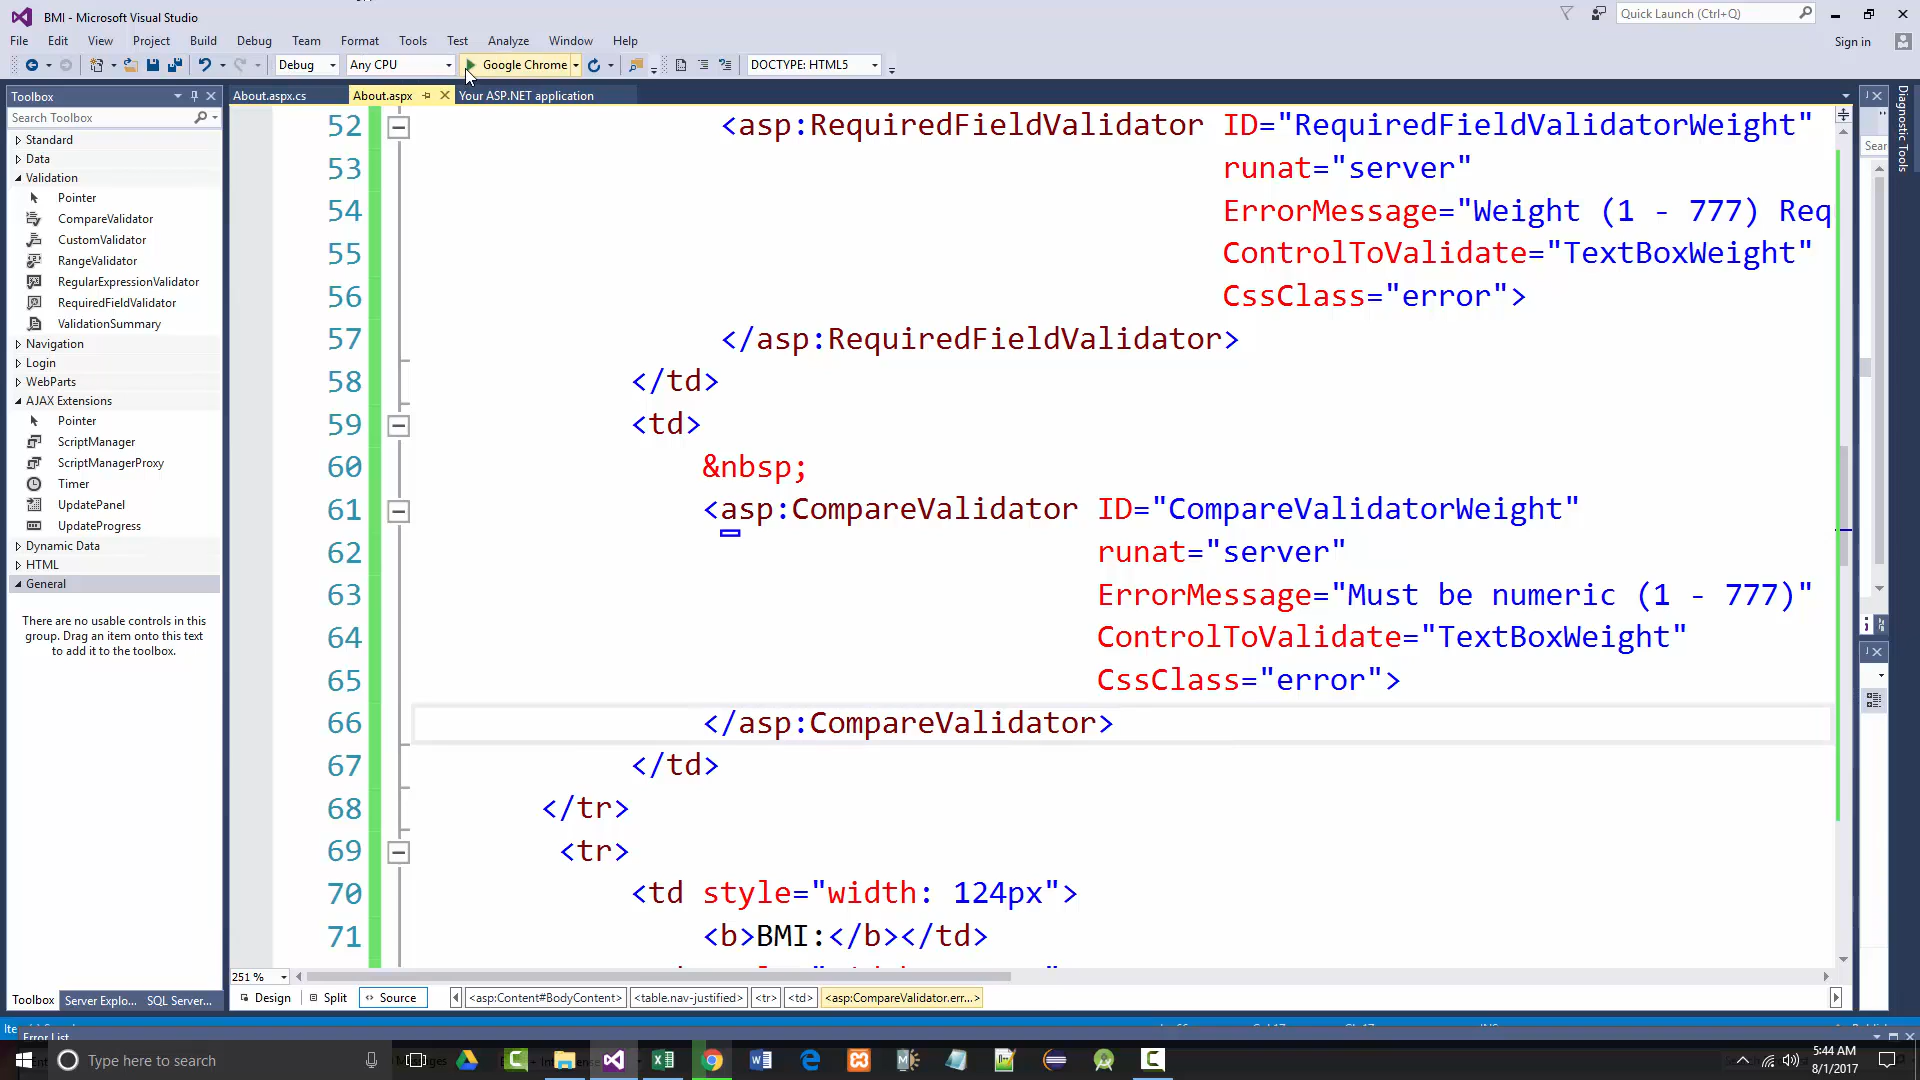 BMI - Microsoft Visual Studio
Quick Launch (Ctrl+Q)
File Edit View Project Build Debug Team Format Tools Test Analyze Window Help
Sign in
Debug Any CPU Google Chrome DOCTYPE: HTML5
Toolbox
About.aspx.cs About.aspx Your ASP.NET application
Search Toolbox
Standard
Data
Validation
Pointer
CompareValidator
CustomValidator
RangeValidator
RegularExpressionValidator
RequiredFieldValidator
ValidationSummary
Navigation
Login
WebParts
AJAX Extensions
Pointer
ScriptManager
ScriptManagerProxy
Timer
UpdatePanel
UpdateProgress
Dynamic Data
HTML
General
There are no usable controls in this
group. Drag an item onto this text
to add it to the toolbox.
Toolbox Server Explo... SQL Server...
52 <asp:RequiredFieldValidator ID="RequiredFieldValidatorWeight"
53 runat="server"
54 ErrorMessage="Weight (1 - 777) Req
55 ControlToValidate="TextBoxWeight"
56 CssClass="error">
57 </asp:RequiredFieldValidator>
58 </td>
59 <td>
60 &nbsp;
61 <asp:CompareValidator ID="CompareValidatorWeight"
62 runat="server"
63 ErrorMessage="Must be numeric (1 - 777)"
64 ControlToValidate="TextBoxWeight"
65 CssClass="error">
66 </asp:CompareValidator>
67 </td>
68 </tr>
69 <tr>
70 <td style="width: 124px">
71 <b>BMI:</b></td>
251 %
Design Split Source <asp:Content#BodyContent> <table.nav-justified> <tr> <td> <asp:CompareValidator.err...>
Sear
Diagnostic Tools
Error List
Type here to search
5:44 AM
8/1/2017